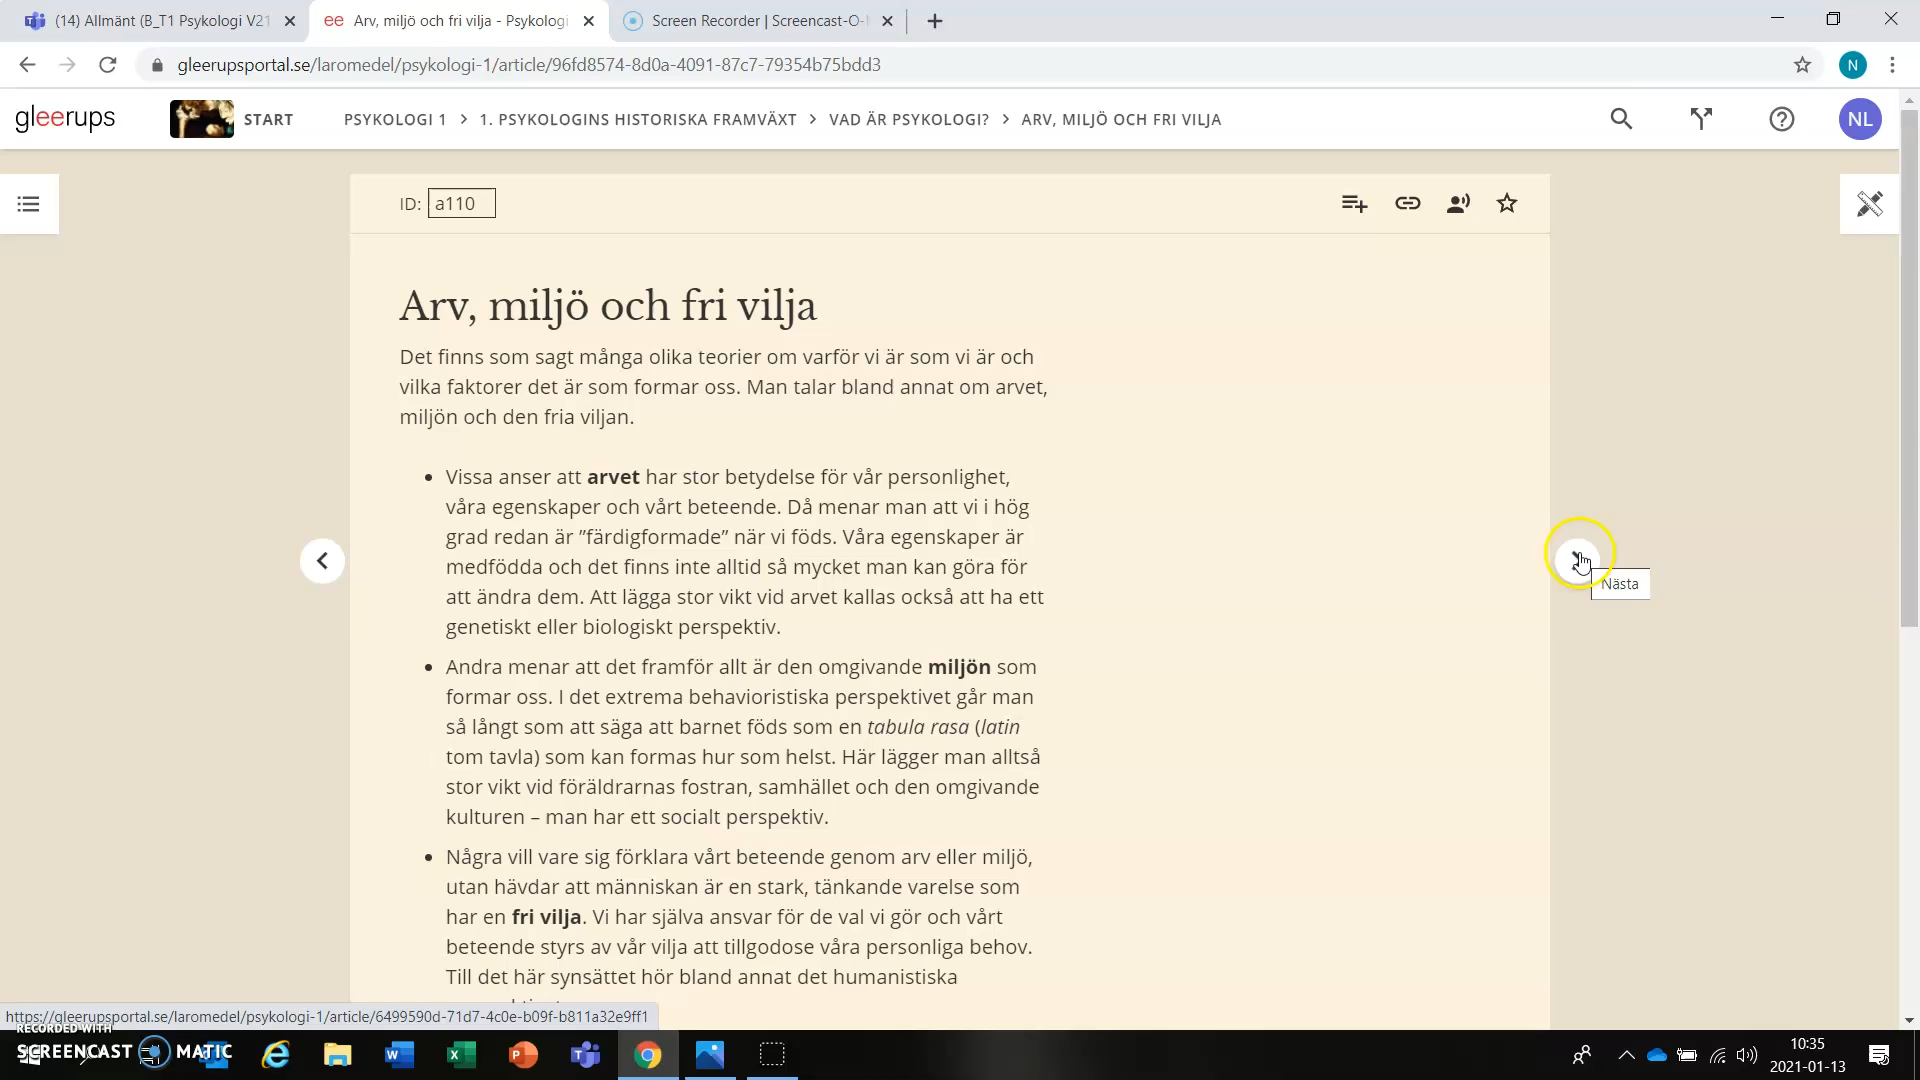 (14) Allmänt (B_T1 Psykologi V21
Arv, miljö och fri vilja - Psykologi
Screen Recorder | Screencast-O-
gleerupsportal.se/laromedel/psykologi-1/article/96fd8574-8d0a-4091-87c7-79354b75bdd3
N
gleerups
START
PSYKOLOGI 1 > 1. PSYKOLOGINS HISTORISKA FRAMVÄXT > VAD ÄR PSYKOLOGI? > ARV, MILJÖ OCH FRI VILJA
NL
ID: a110
Arv, miljö och fri vilja
Det finns som sagt många olika teorier om varför vi är som vi är och
vilka faktorer det är som formar oss. Man talar bland annat om arvet,
miljön och den fria viljan.
• Vissa anser att arvet har stor betydelse för vår personlighet,
våra egenskaper och vårt beteende. Då menar man att vi i hög
grad redan är ”färdigformade” när vi föds. Våra egenskaper är
medfödda och det finns inte alltid så mycket man kan göra för
att ändra dem. Att lägga stor vikt vid arvet kallas också att ha ett
genetiskt eller biologiskt perspektiv.
• Andra menar att det framför allt är den omgivande miljön som
formar oss. I det extrema behavioristiska perspektivet går man
så långt som att säga att barnet föds som en tabula rasa (latin
tom tavla) som kan formas hur som helst. Här lägger man alltså
stor vikt vid föräldrarnas fostran, samhället och den omgivande
kulturen – man har ett socialt perspektiv.
• Några vill vare sig förklara vårt beteende genom arv eller miljö,
utan hävdar att människan är en stark, tänkande varelse som
har en fri vilja. Vi har själva ansvar för de val vi gör och vårt
beteende styrs av vår vilja att tillgodose våra personliga behov.
Till det här synsättet hör bland annat det humanistiska
Nästa
https://gleerupsportal.se/laromedel/psykologi-1/article/6499590d-71d7-4c0e-b09f-b811a32e9ff1
RECORDED WITH
SCREENCAST MATIC
10:35
2021-01-13